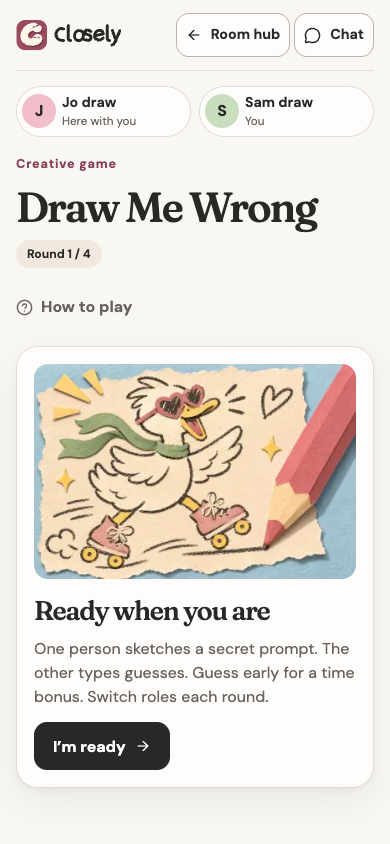 Closely
Room hub
Chat
J
Jo draw
Here with you
S
Sam draw
You
Creative game
Draw Me Wrong
Round 1 / 4
How to play
Ready when you are
One person sketches a secret prompt. The
other types guesses. Guess early for a time
bonus. Switch roles each round.
I'm ready